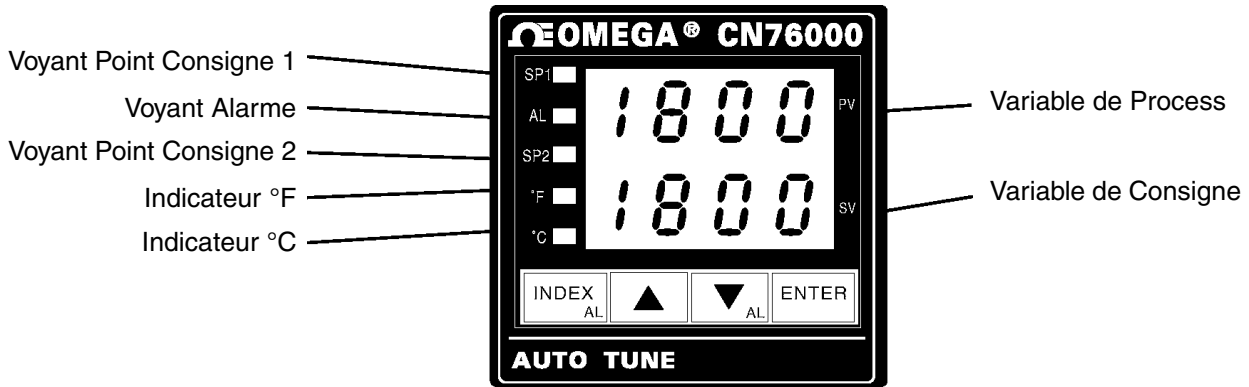 ΩEOMEGA® CN76000
Voyant Point Consigne 1
Voyant Alarme
Voyant Point Consigne 2
Indicateur °F
Indicateur °C
SP1
AL
SP2
°F
°C
1800
PV
1800
SV
Variable de Process
Variable de Consigne
INDEX AL
▲
▼ AL
ENTER
AUTO TUNE